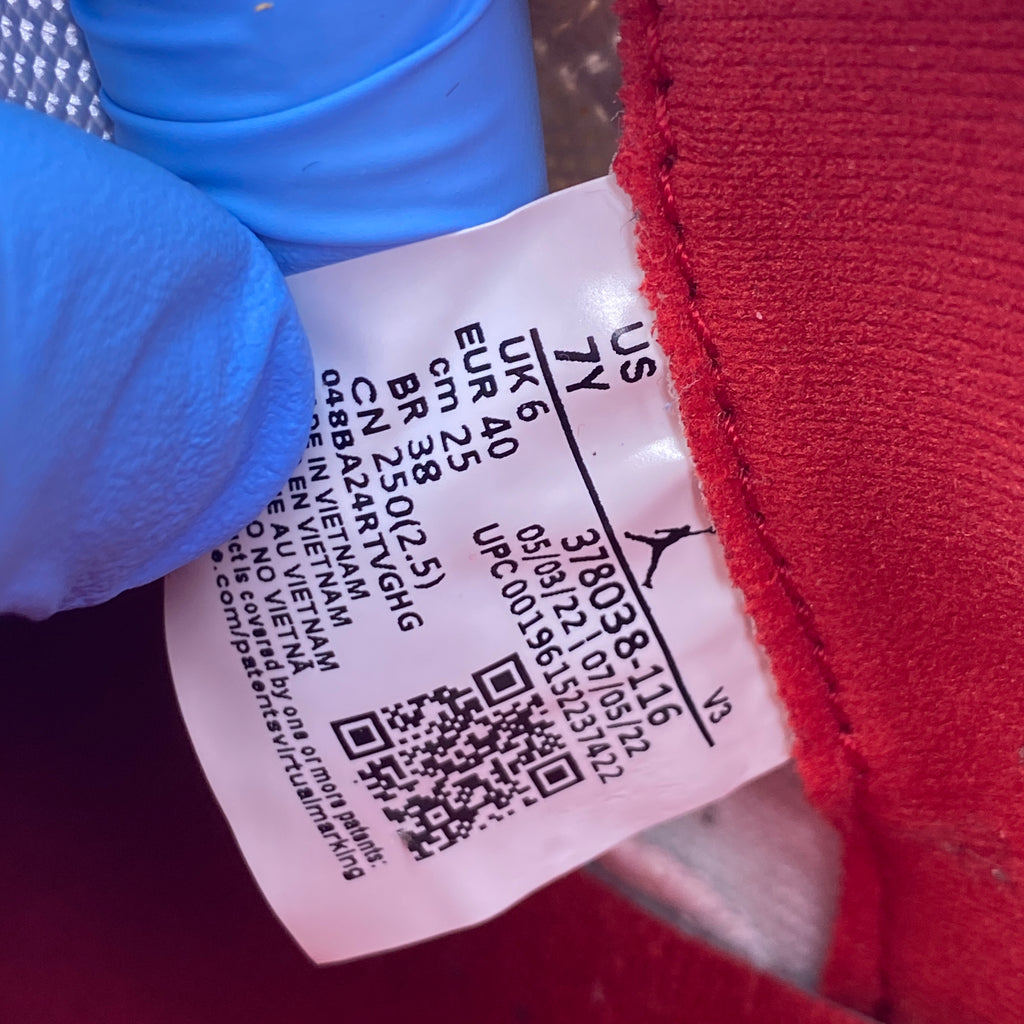 US
7Y
V3
UK 6
EUR 40
cm 25
BR 38
CN 250(2.5)
048BA24RTVGHG
378038-116
05/03/22 | 07/05/22
UPC 00196152237422
DE IN VIETNAM
EN VIETNAM
E AU VIETNAM
O NO VIETNÃ
ct is covered by one or more patents:
e.com/patentsvirtualmarking